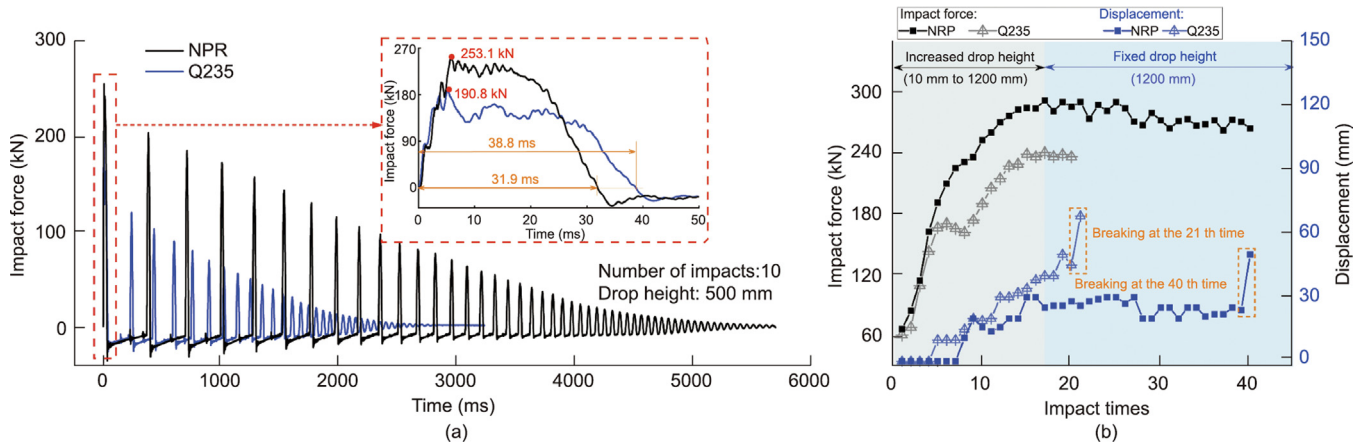 300
200
100
0
Impact force (kN)
NPR
Q235
0
1000
2000
3000
4000
5000
6000
Time (ms)
(a)
270
180
90
0
Impact force (kN)
253.1 kN
190.8 kN
38.8 ms
31.9 ms
0
10
20
30
40
50
Time (ms)
Number of impacts:10
Drop height: 500 mm
Impact force:
Displacement:
NRP Q235
NRP Q235
Increased drop height
(10 mm to 1200 mm)
Fixed drop height
(1200 mm)
300
240
180
120
60
Impact force (kN)
150
120
90
60
30
0
Displacement (mm)
Breaking at the 21 th time
Breaking at the 40 th time
0
10
20
30
40
Impact times
(b)